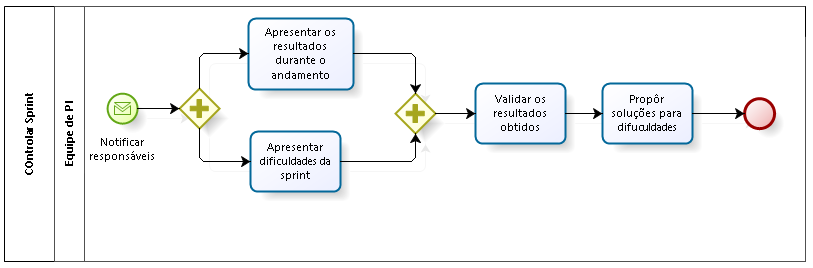 COntrolar Sprint
Equipe de PI
Notificar
responsáveis
Apresentar os
resultados
durante o
andamento
Apresentar
dificuldades da
sprint
Validar os
resultados
obtidos
Propôr
soluções para
difuculdades